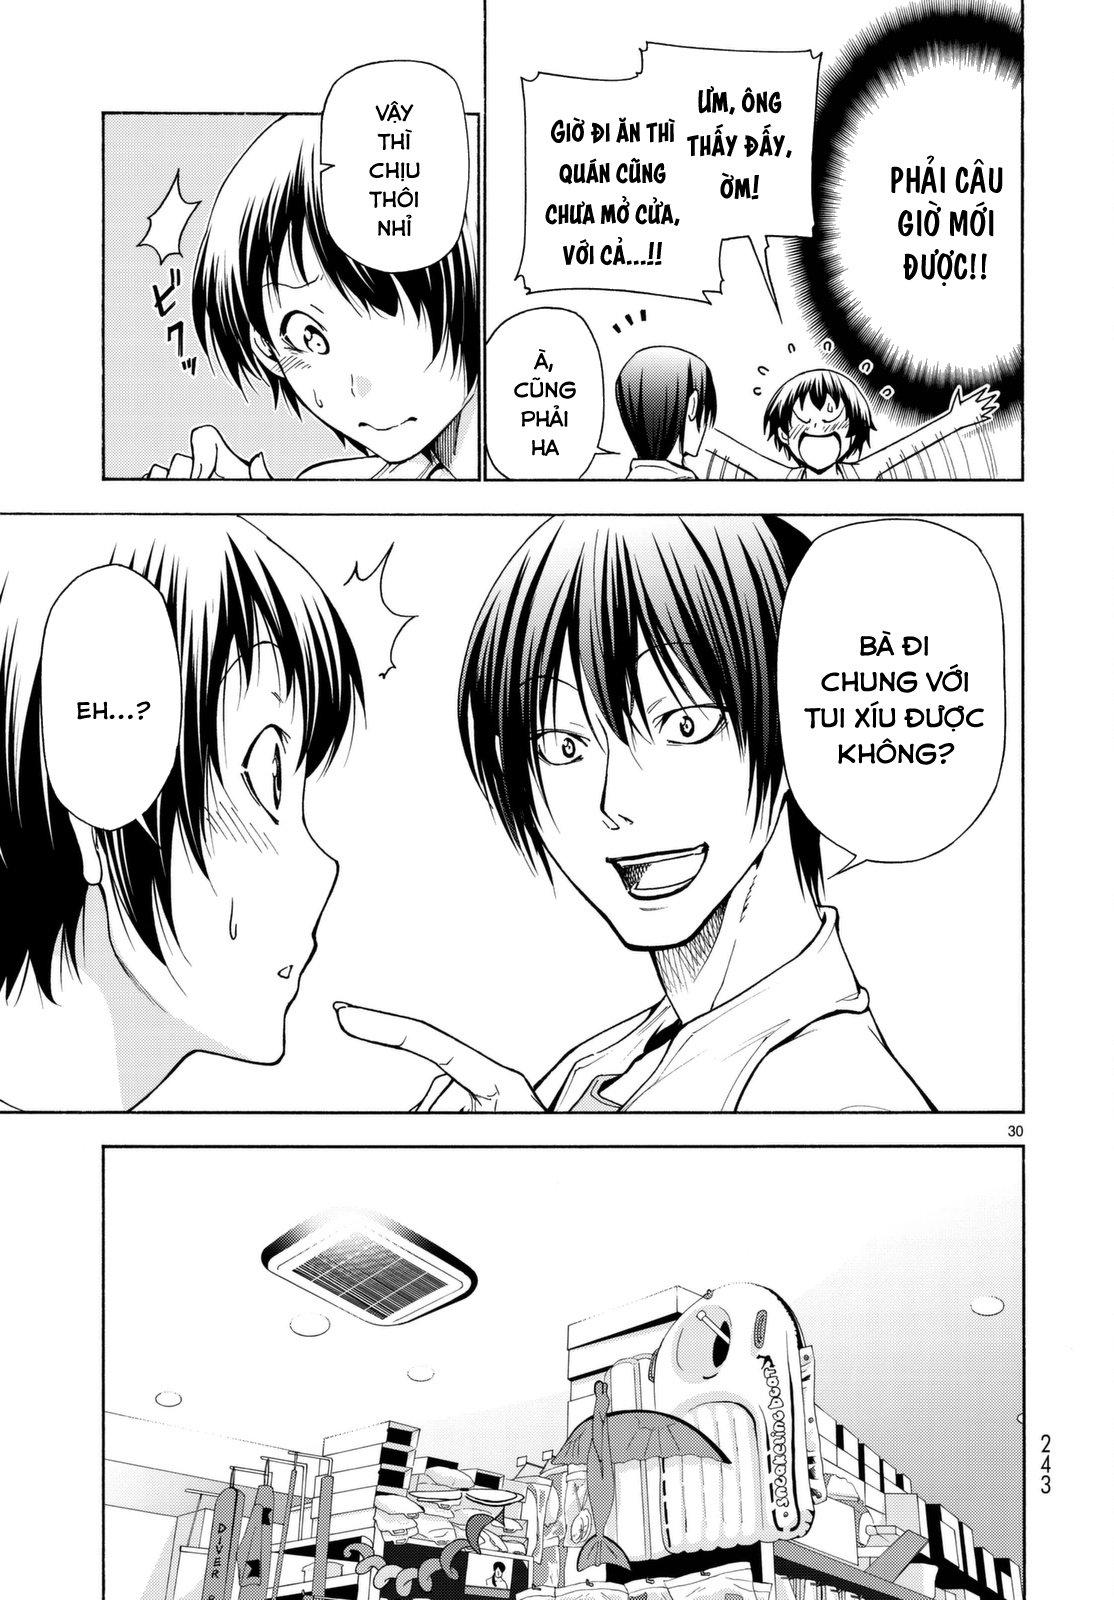 PHẢI CÂU
GIỜ MỚI
ĐƯỢC!!
ƯM, ÔNG
THẤY ĐẤY,
ỜM!
GIỜ ĐI ĂN THÌ
QUÁN CŨNG
CHƯA MỞ CỬA,
VỚI CẢ...!!
À,
CŨNG
PHẢI
HA
VẬY
THÌ
CHỊU
THÔI
NHỈ
ビクッ
BÀ ĐI
CHUNG VỚI
TUI XÍU ĐƯỢC
KHÔNG?
EH...?
30
snorkeling boat
DIVER
243